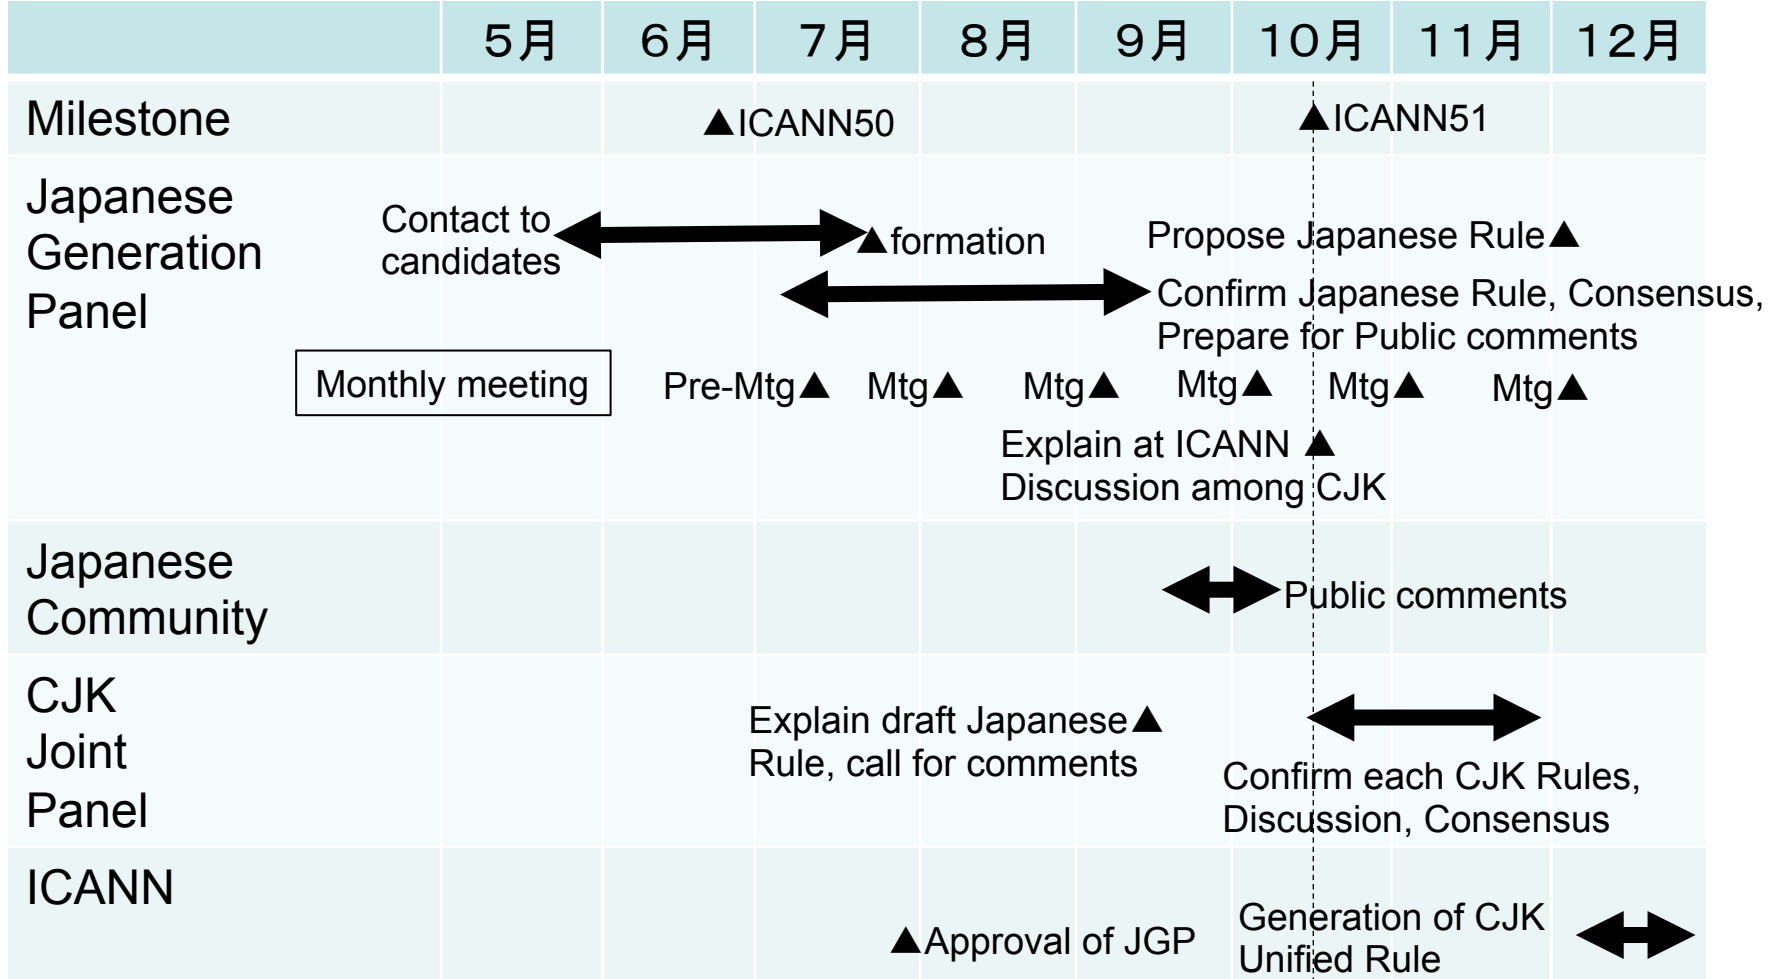 5月 6月 7月 8月 9月 10月 11月 12月
Milestone
▲ICANN50
▲ICANN51
Japanese
Generation
Panel
Contact to
candidates
▲formation
Propose Japanese Rule▲
Confirm Japanese Rule, Consensus,
Prepare for Public comments
Monthly meeting
Pre-Mtg▲ Mtg▲ Mtg▲ Mtg▲ Mtg▲ Mtg▲
Explain at ICANN ▲
Discussion among CJK
Japanese
Community
Public comments
CJK
Joint
Panel
Explain draft Japanese▲
Rule, call for comments
Confirm each CJK Rules,
Discussion, Consensus
ICANN
▲Approval of JGP
Generation of CJK
Unified Rule